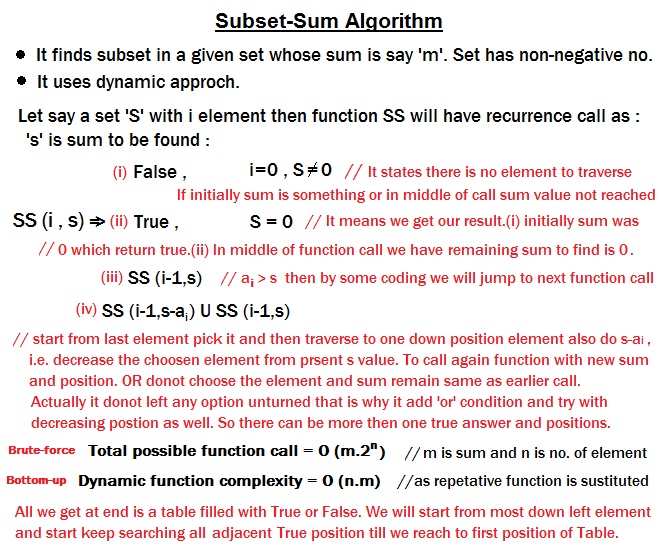 Subset-Sum Algorithm
• It finds subset in a given set whose sum is say 'm'. Set has non-negative no.
• It uses dynamic approch.
Let say a set 'S' with i element then function SS will have recurrence call as :
's' is sum to be found :
(i) False , i=0 , S≠0 // It states there is no element to traverse
If initially sum is something or in middle of call sum value not reached
SS (i , s) ⇒ (ii) True , S = 0 // It means we get our result.(i) initially sum was
// 0 which return true.(ii) In middle of function call we have remaining sum to find is 0.
(iii) SS (i-1,s) // aᵢ > s then by some coding we will jump to next function call
(iv) SS (i-1,s-aᵢ) U SS (i-1,s)
// start from last element pick it and then traverse to one down position element also do s-aᵢ ,
i.e. decrease the choosen element from prsent s value. To call again function with new sum
and position. OR donot choose the element and sum remain same as earlier call.
Actually it donot left any option unturned that is why it add 'or' condition and try with
decreasing postion as well. So there can be more then one true answer and positions.
Brute-force Total possible function call = O (m.2ⁿ) // m is sum and n is no. of element
Bottom-up Dynamic function complexity = O (n.m) //as repetative function is sustituted
All we get at end is a table filled with True or False. We will start from most down left element
and start keep searching all adjacent True position till we reach to first position of Table.